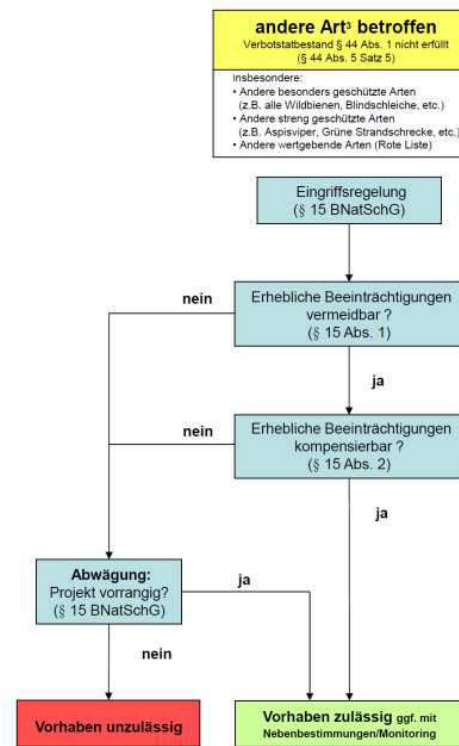 andere Art³ betroffen
Verbotstatbestand § 44 Abs. 1 nicht erfüllt
(§ 44 Abs. 5 Satz 5)
Insbesondere:
• Andere besonders geschützte Arten
(z.B. alle Wildbienen, Blindschleiche, etc.)
• Andere streng geschützte Arten
(z.B. Aspisviper, Grüne Strandschrecke, etc.)
• Andere wertgebende Arten (Rote Liste)
Eingriffsregelung
(§ 15 BNatSchG)
nein
Erhebliche Beeinträchtigungen
vermeidbar ?
(§ 15 Abs. 1)
ja
nein
Erhebliche Beeinträchtigungen
kompensierbar ?
(§ 15 Abs. 2)
ja
Abwägung:
Projekt vorrangig?
(§ 15 BNatSchG)
ja
nein
Vorhaben unzulässig
Vorhaben zulässig ggf. mit
Nebenbestimmungen/Monitoring